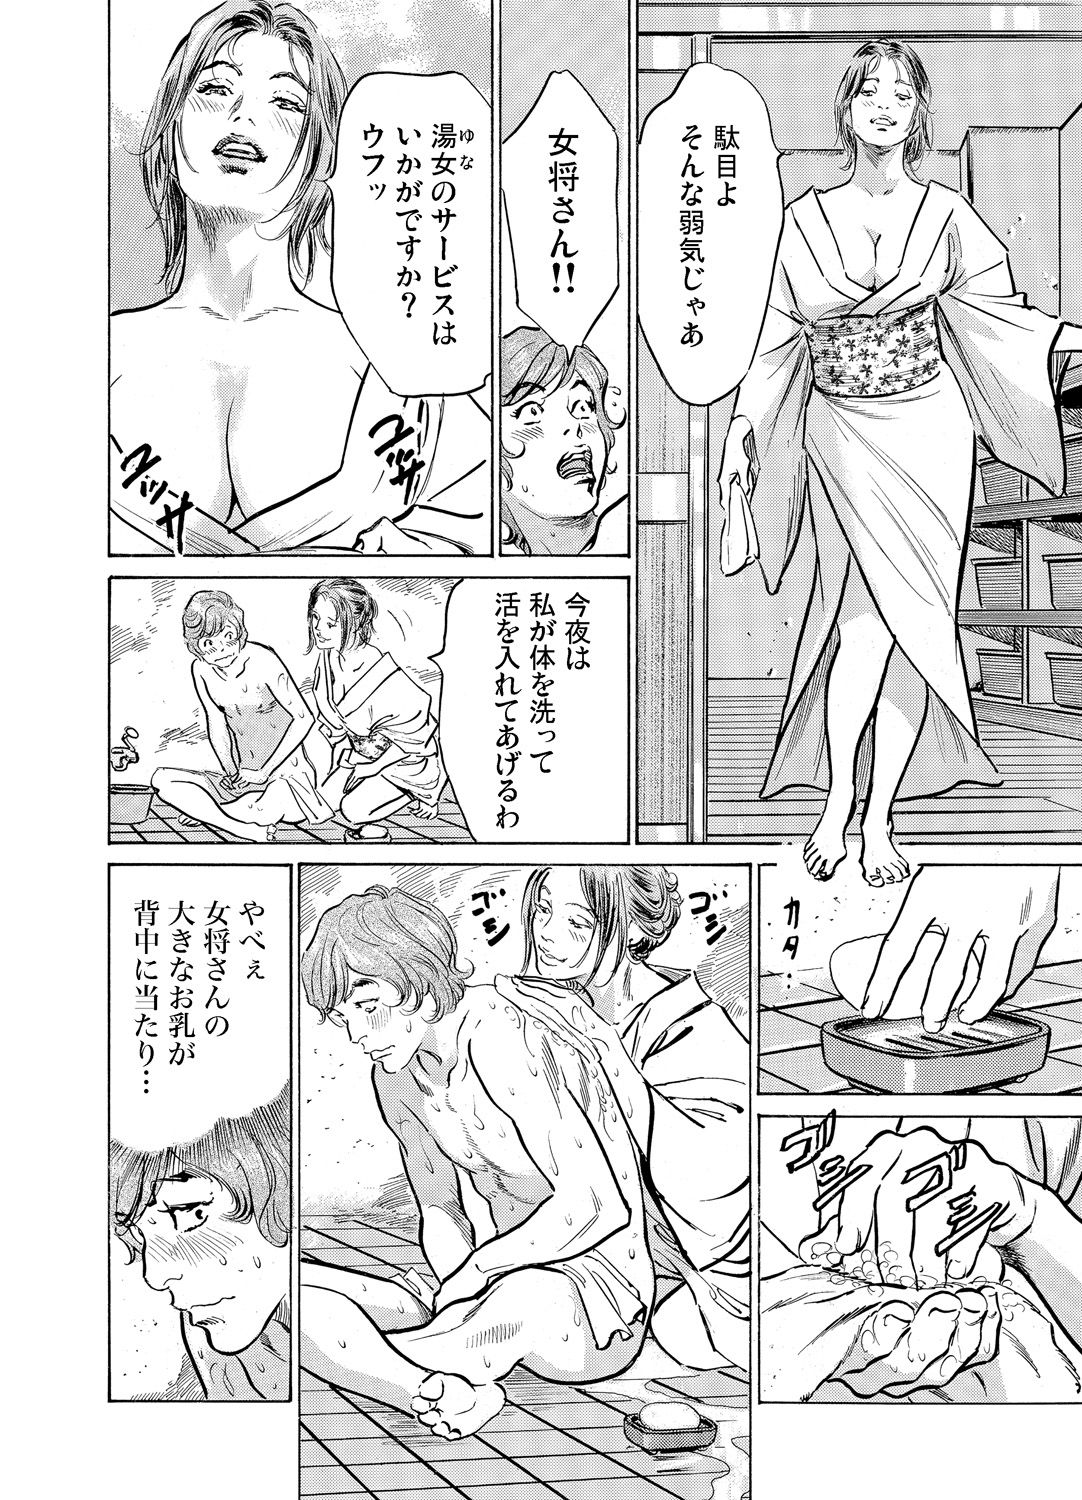 駄目よ
そんな弱気じゃあ
女将さん!!
湯女のサービスは
ゆな
いかがですか？
ウフッ
ユサッ
ユッサ
今夜は
私が体を洗って
活を入れてあげるわ
カタ…
ゴシ
ゴシ
ゴシ
ゴシ
やべぇ
女将さんの
大きなお乳が
背中に当たり…